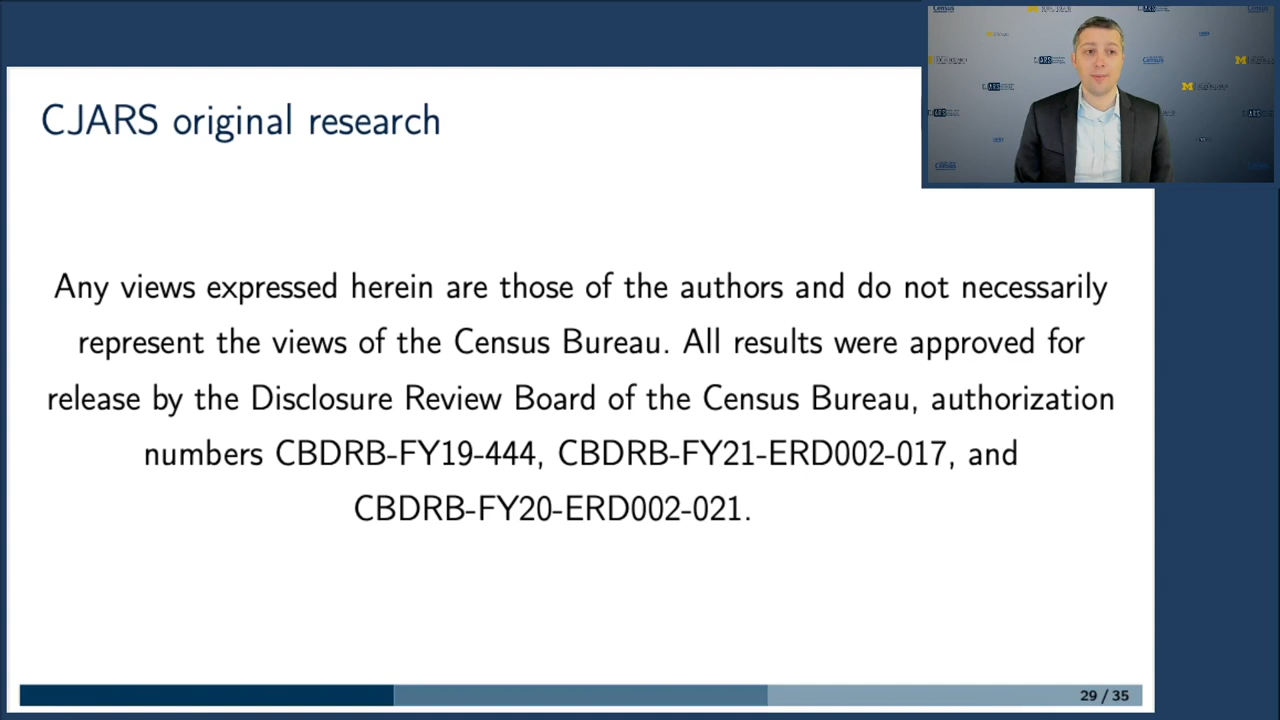 CJARS original research
Any views expressed herein are those of the authors and do not necessarily
represent the views of the Census Bureau. All results were approved for
release by the Disclosure Review Board of the Census Bureau, authorization
numbers CBDRB-FY19-444, CBDRB-FY21-ERD002-017, and
CBDRB-FY20-ERD002-021.
29 / 35